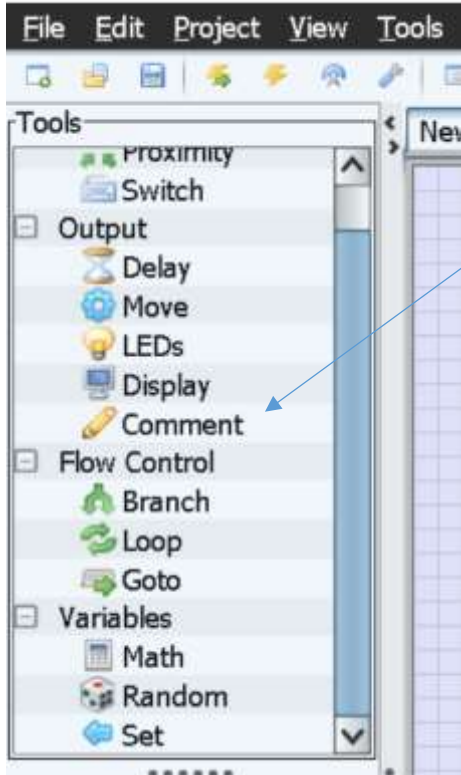 File Edit Project View Tools
Tools
New
Proximity
Switch
Output
Delay
Move
LEDs
Display
Comment
Flow Control
Branch
Loop
Goto
Variables
Math
Random
Set